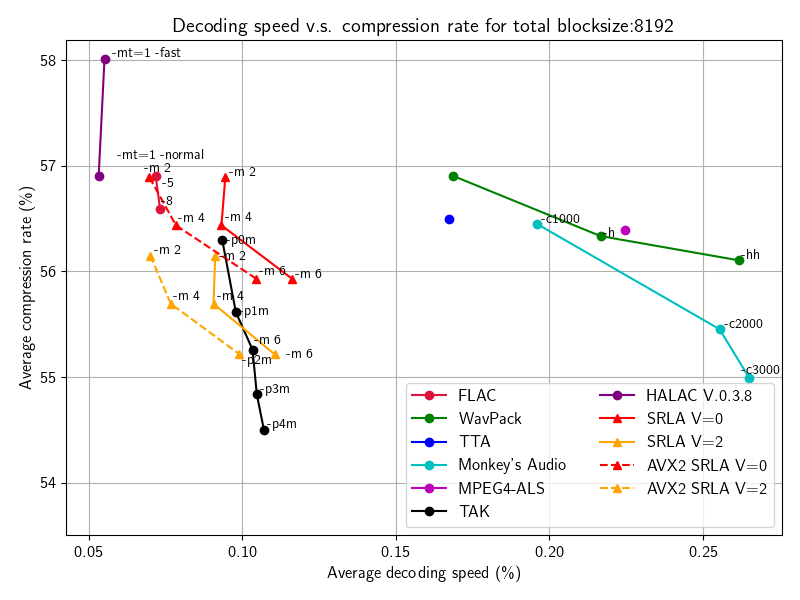 Decoding speed v.s. compression rate for total blocksize:8192
Average compression rate (%)
58
57
56
55
54
-mt=1 -fast
-mt=1 -normal
-m 2
-5
-8
-m 4
-m 6
-m 2
-m 4
-m 6
-p0m
-m 2
-m 4
-m 6
-m 2
-m 4
-m 6
-p1m
-p2m
-p3m
-p4m
-c1000
-h
-hh
-c2000
-c3000
FLAC
WavPack
TTA
Monkey's Audio
MPEG4-ALS
TAK
HALAC V.0.3.8
SRLA V=0
SRLA V=2
AVX2 SRLA V=0
AVX2 SRLA V=2
0.05
0.10
0.15
0.20
0.25
Average decoding speed (%)